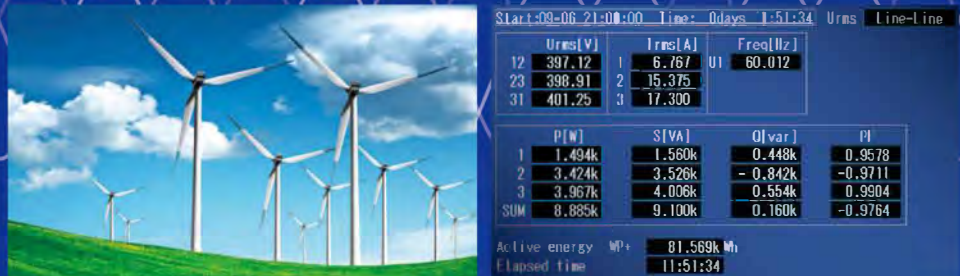 Start:09-06 21:00:00 Time: 0days 11:51:34 Urms Line-Line
Urms[V] Irms[A] Freq[Hz]
12 397.12 1 6.767 U1 60.012
23 398.91 2 15.375
31 401.25 3 17.300
P[W] S[VA] Q[var] PF
1 1.494k 1.560k 0.448k 0.9578
2 3.424k 3.526k - 0.842k -0.9711
3 3.967k 4.006k 0.554k 0.9904
SUM 8.885k 9.100k 0.160k -0.9764
Active energy WP+ 81.569k Wh
Elapsed time 11:51:34